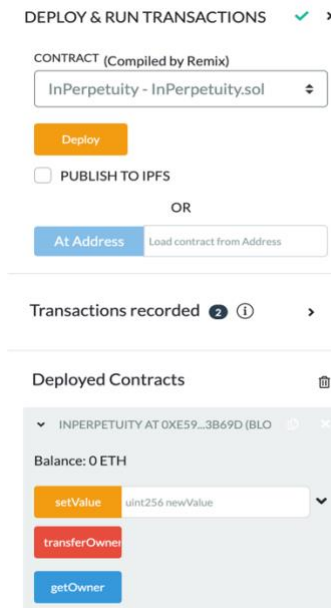 DEPLOY & RUN TRANSACTIONS
CONTRACT (Compiled by Remix)
InPerpetuity - InPerpetuity.sol
Deploy
PUBLISH TO IPFS
OR
At Address Load contract from Address
Transactions recorded 2 i
Deployed Contracts
INPERPETUITY AT 0XE59...3B69D (BLO
Balance: 0 ETH
setValue uint256 newValue
transferOwner
getOwner